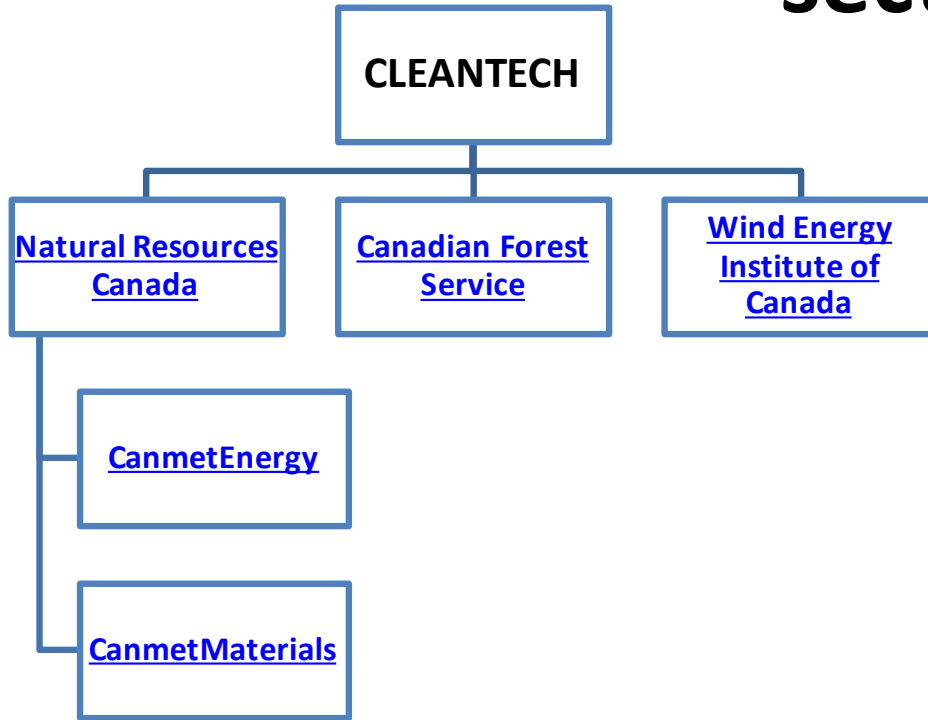 CLEANTECH
Natural Resources
Canada
Canadian Forest
Service
Wind Energy
Institute of
Canada
CanmetEnergy
CanmetMaterials